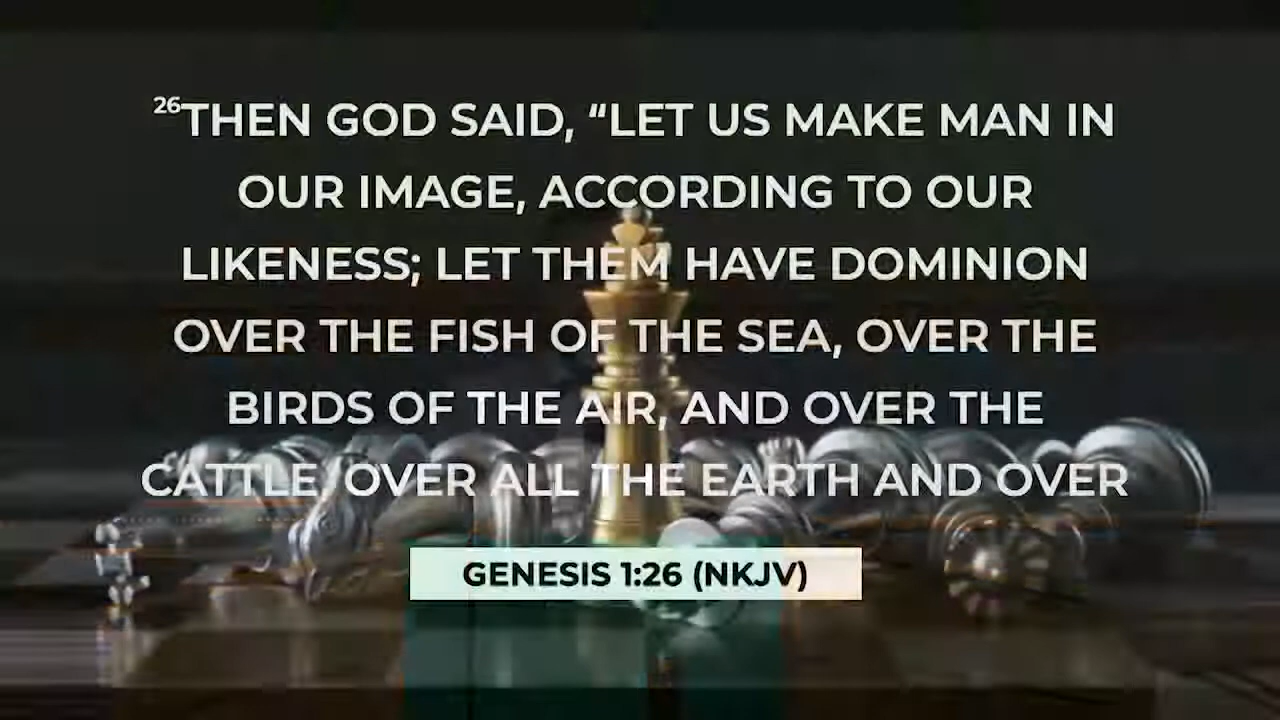 26THEN GOD SAID, “LET US MAKE MAN IN
OUR IMAGE, ACCORDING TO OUR
LIKENESS; LET THEM HAVE DOMINION
OVER THE FISH OF THE SEA, OVER THE
BIRDS OF THE AIR, AND OVER THE
CATTLE, OVER ALL THE EARTH AND OVER
GENESIS 1:26 (NKJV)